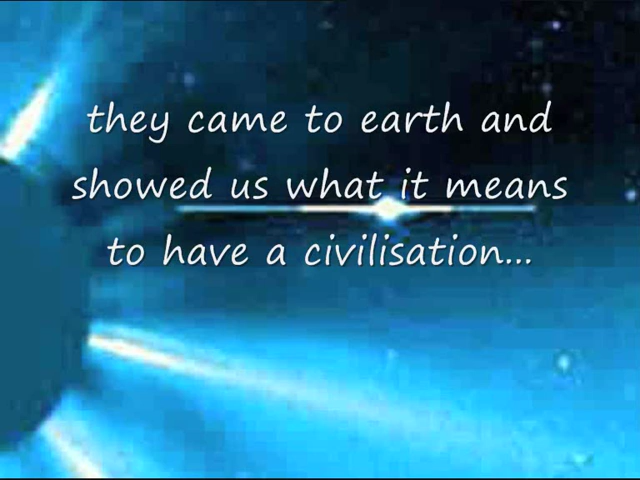 they came to earth and
showed us what it means
to have a civilisation...